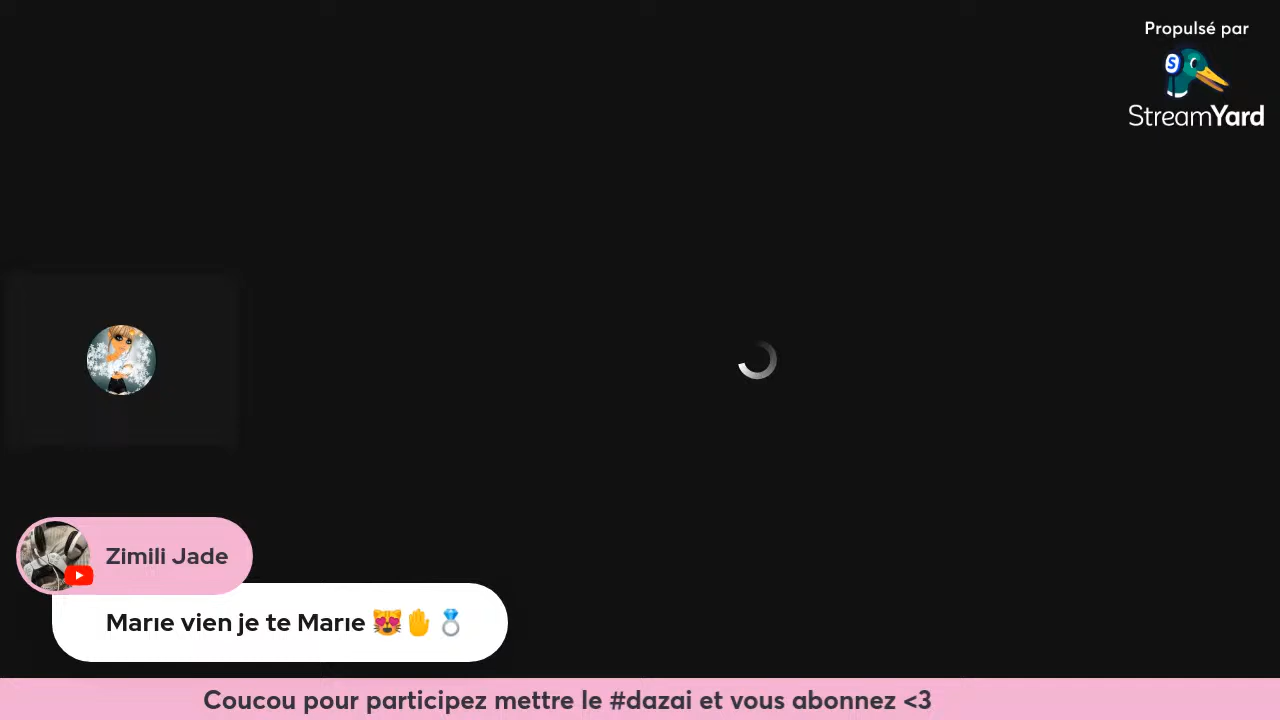 Propulsé par
S
StreamYard
Zimili Jade
Marıe vien je te Marıe 😻✋💍
Coucou pour participez mettre le #dazai et vous abonnez <3